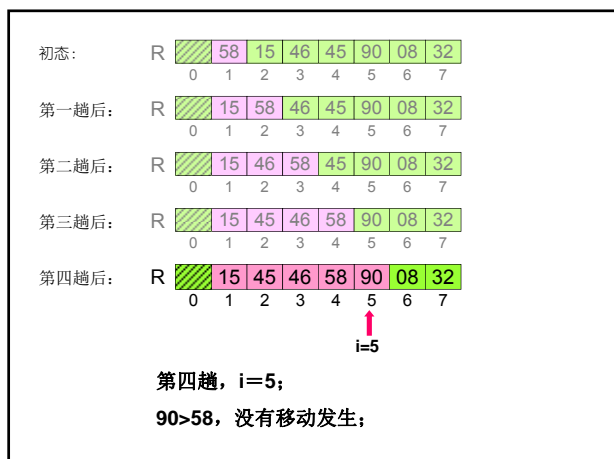 初态: R 58 15 46 45 90 08 32
0 1 2 3 4 5 6 7
第一趟后: R 15 58 46 45 90 08 32
0 1 2 3 4 5 6 7
第二趟后: R 15 46 58 45 90 08 32
0 1 2 3 4 5 6 7
第三趟后: R 15 45 46 58 90 08 32
0 1 2 3 4 5 6 7
第四趟后: R 15 45 46 58 90 08 32
0 1 2 3 4 5 6 7
i=5
第四趟，i＝5；
90>58，没有移动发生；